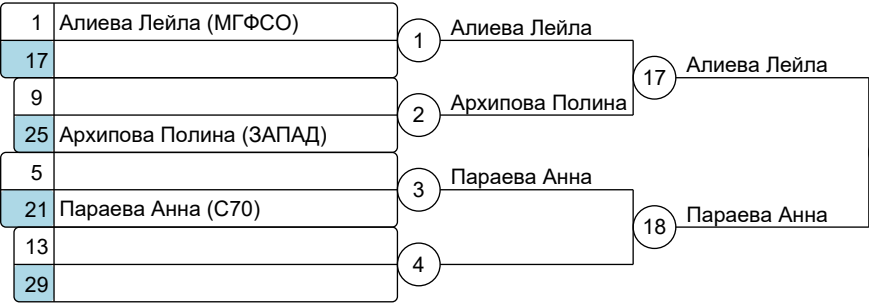 1 Алиева Лейла (МГФСО)
17
9
25 Архипова Полина (ЗАПАД)
5
21 Параева Анна (С70)
13
29
1 Алиева Лейла
2 Архипова Полина
3 Параева Анна
4
17 Алиева Лейла
18 Параева Анна